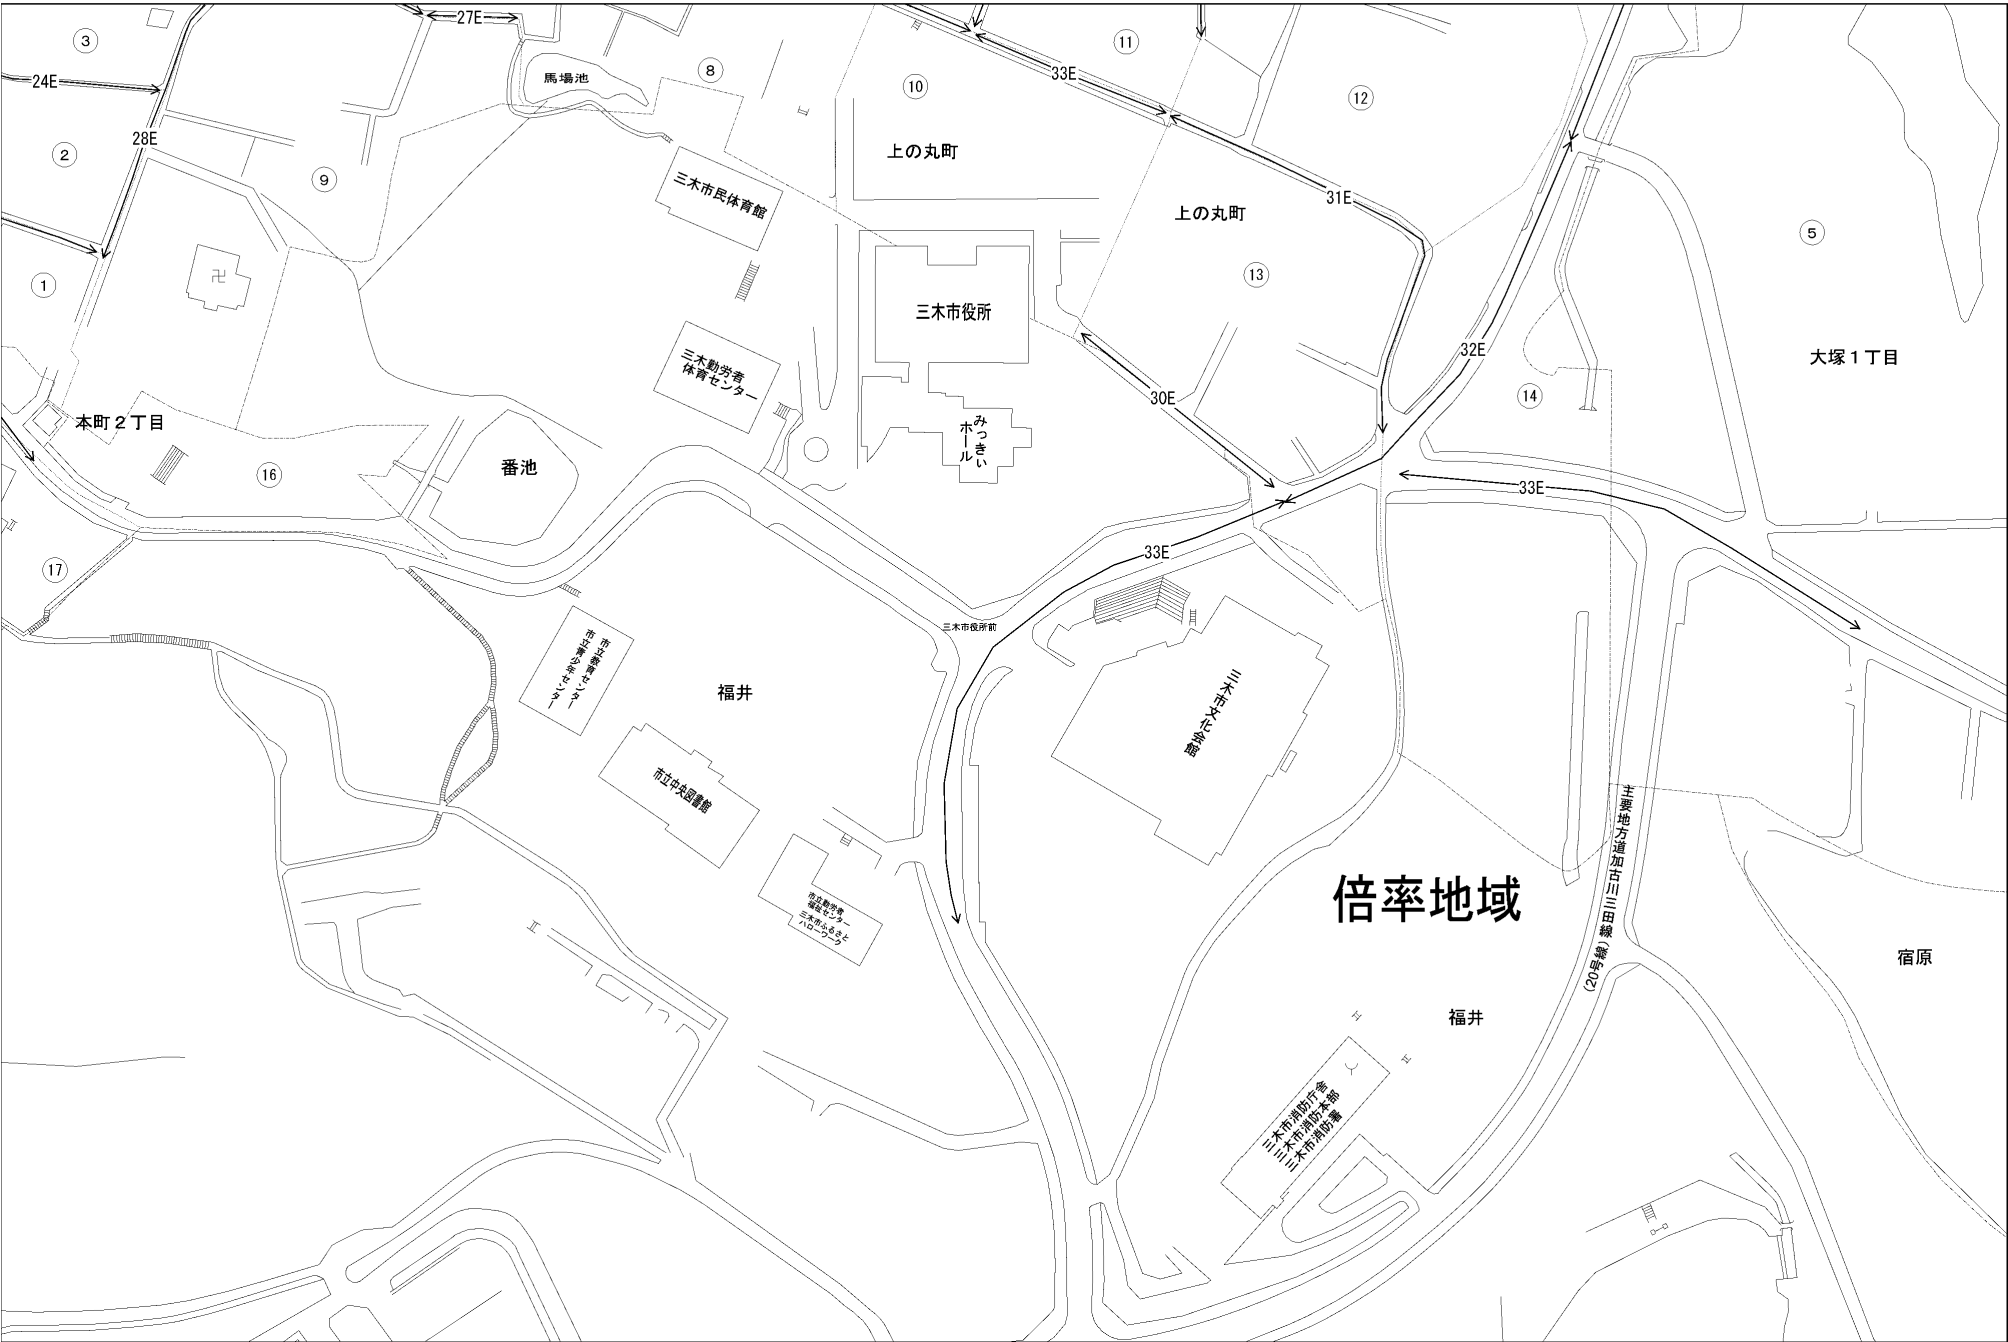 27E
③
⑪
33E
馬場池
⑧
24E
⑩
⑫
28E
②
上の丸町
⑨
三木市民体育館
31E
上の丸町
⑤
⑬
卍
①
三木市役所
三木勤労者
体育センター
32E
大塚1丁目
30E
⑭
本町2丁目
みっきぃ
ホール
番池
⑯
33E
33E
⑰
三木市役所前
市立教育センター
市立青少年センター
福井
三木市文化会館
市立中央図書館
主要地方道加古川三田線
(20号線)
倍率地域
市立勤労者
福祉センター
三木市ふるさと
ハローワーク
宿原
福井
三木市消防庁舎
三木市消防本部
三木市消防署